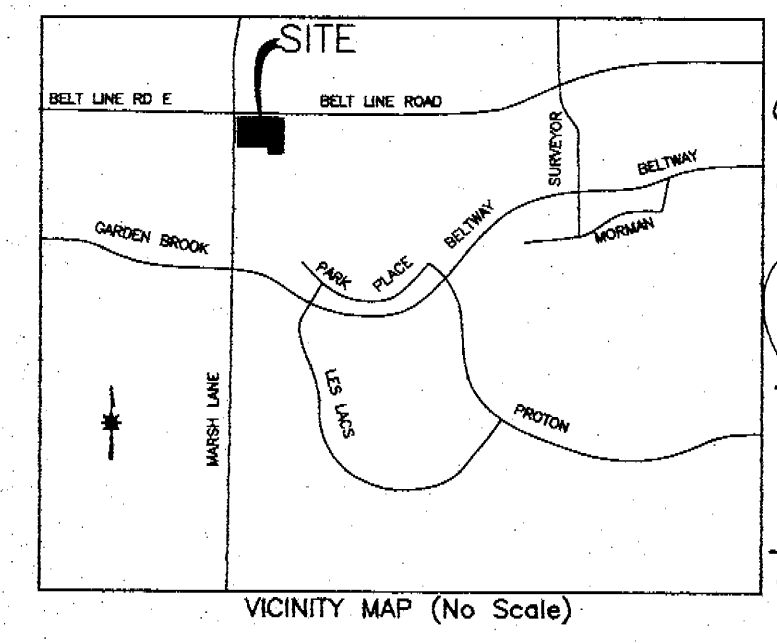 SITE
BELT LINE RD E
BELT LINE ROAD
SURVEYOR
BELTWAY
BELTWAY
GARDEN BROOK
MORMAN
PARK PLACE
LES LACS
MARSH LANE
PROTON
VICINITY MAP (No Scale)